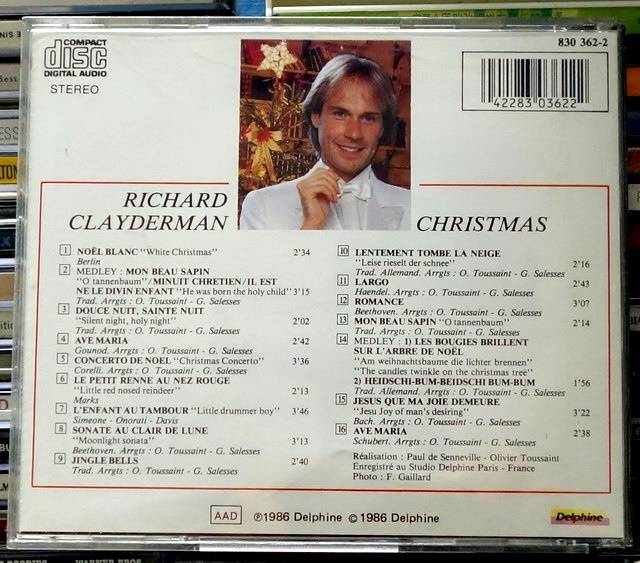 COMPACT
disc
DIGITAL AUDIO
STEREO
830 362-2
42283 03622
RICHARD
CLAYDERMAN
CHRISTMAS
1 NOËL BLANC "White Christmas" 2'34
Berlin
2 MEDLEY : MON BEAU SAPIN
"O tannenbaum"/MINUIT CHRETIEN/IL EST
NE LE DIVIN ENFANT "He was born the holy child" 3'15
Trad. Arrgts : O. Toussaint - G. Salesses
3 DOUCE NUIT, SAINTE NUIT
"Silent night, holy night" 2'02
Trad. Arrgts : O. Toussaint - G. Salesses
4 AVE MARIA 2'42
Gounod. Arrgts : O. Toussaint - G. Salesses
5 CONCERTO DE NOEL "Christmas Concerto" 3'36
Corelli. Arrgts : O. Toussaint - G. Salesses
6 LE PETIT RENNE AU NEZ ROUGE
"Little red nosed reindeer" 2'13
Marks
7 L'ENFANT AU TAMBOUR "Little drummer boy" 3'46
Simeone - Onorati - Davis
8 SONATE AU CLAIR DE LUNE
"Moonlight sonata" 3'13
Beethoven. Arrgts : O. Toussaint - G. Salesses
9 JINGLE BELLS 2'40
Trad. Arrgts : O. Toussaint - G. Salesses
10 LENTEMENT TOMBE LA NEIGE
"Leise rieselt der schnee" 2'16
Trad. Allemand. Arrgts : O. Toussaint - G. Salesses
11 LARGO 2'43
Haendel. Arrgts : O. Toussaint - G. Salesses
12 ROMANCE 3'07
Beethoven. Arrgts : O. Toussaint - G. Salesses
13 MON BEAU SAPIN "O tannenbaum" 2'14
Trad. Arrgts : O. Toussaint - G. Salesses
14 MEDLEY : 1) LES BOUGIES BRILLENT
SUR L'ARBRE DE NOËL
"Am weihnachtsbaume die lichter brennen"
"The candles twinkle on the christmas tree"
2) HEIDSCHI-BUM-BEIDSCHI BUM-BUM 1'56
Trad. Allemand. Arrgts : O. Toussaint - G. Salesses
15 JESUS QUE MA JOIE DEMEURE
"Jesu Joy of man's desiring" 3'22
Bach. Arrgts : O. Toussaint - G. Salesses
16 AVE MARIA 2'38
Schubert. Arrgts : O. Toussaint - G. Salesses
Réalisation : Paul de Senneville - Olivier Toussaint
Enregistré au Studio Delphine Paris - France
Photo : F. Gaillard
AAD ℗1986 Delphine © 1986 Delphine
Delphine
WARNER BROS